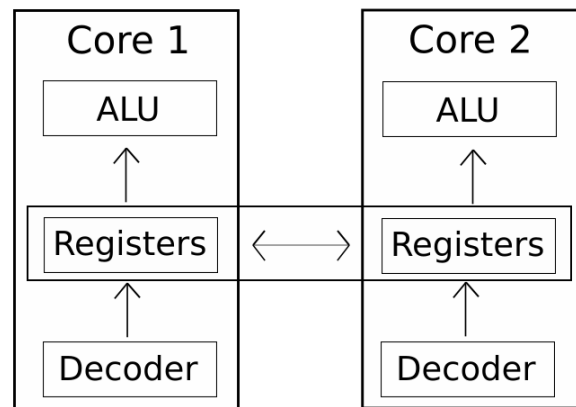 Core 1
ALU
Registers
Decoder
Core 2
ALU
Registers
Decoder